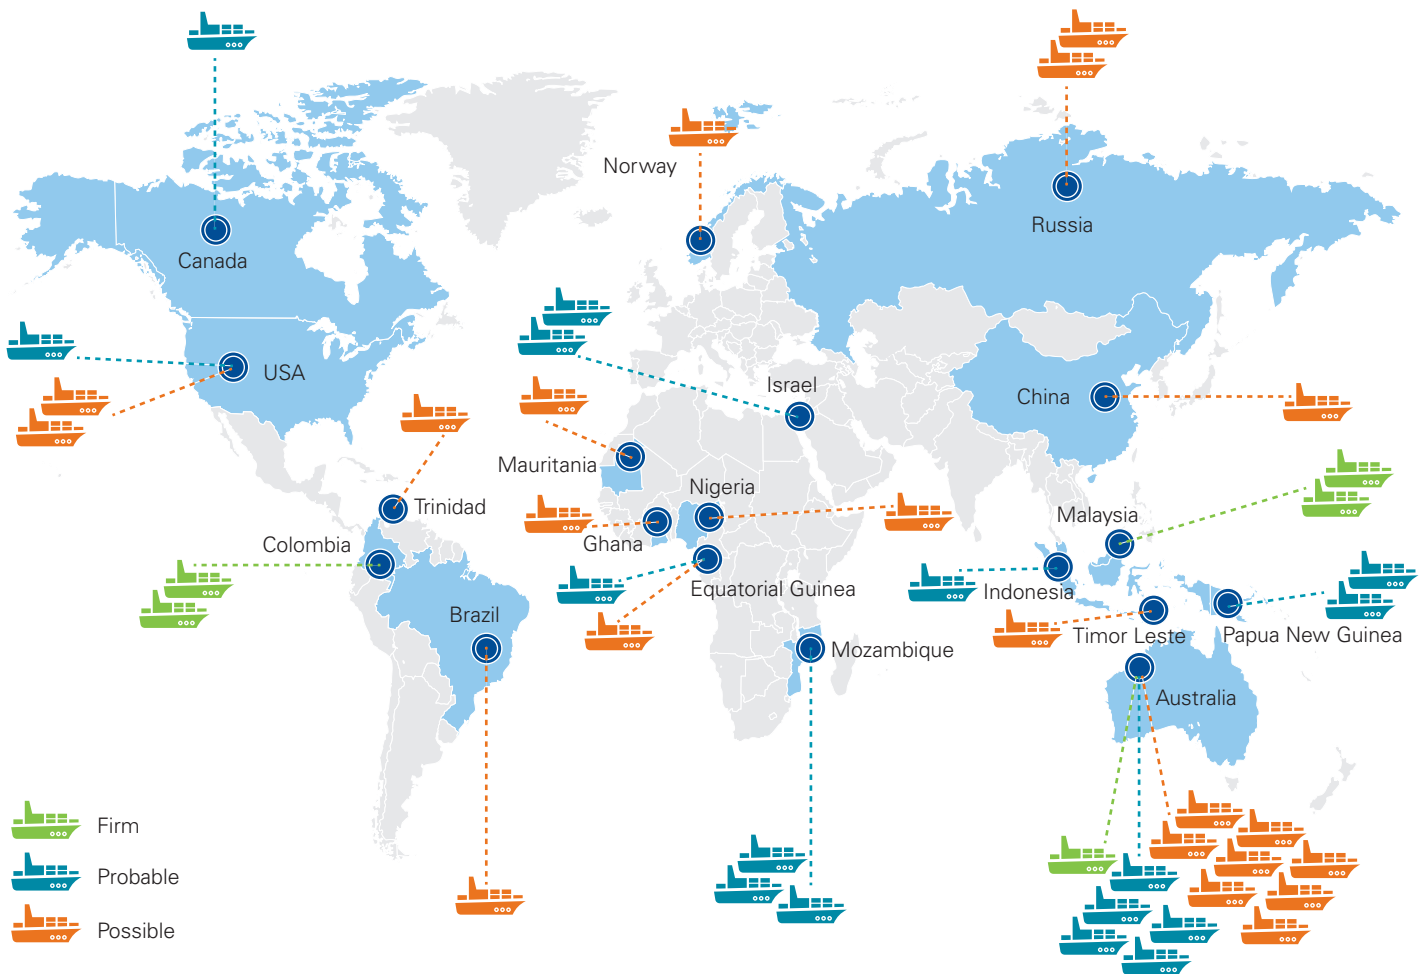 Norway
Russia
Canada
USA
Israel
China
Mauritania
Nigeria
Trinidad
Malaysia
Colombia
Ghana
Equatorial Guinea
Indonesia
Brazil
Timor Leste
Papua New Guinea
Mozambique
Australia
Firm
Probable
Possible